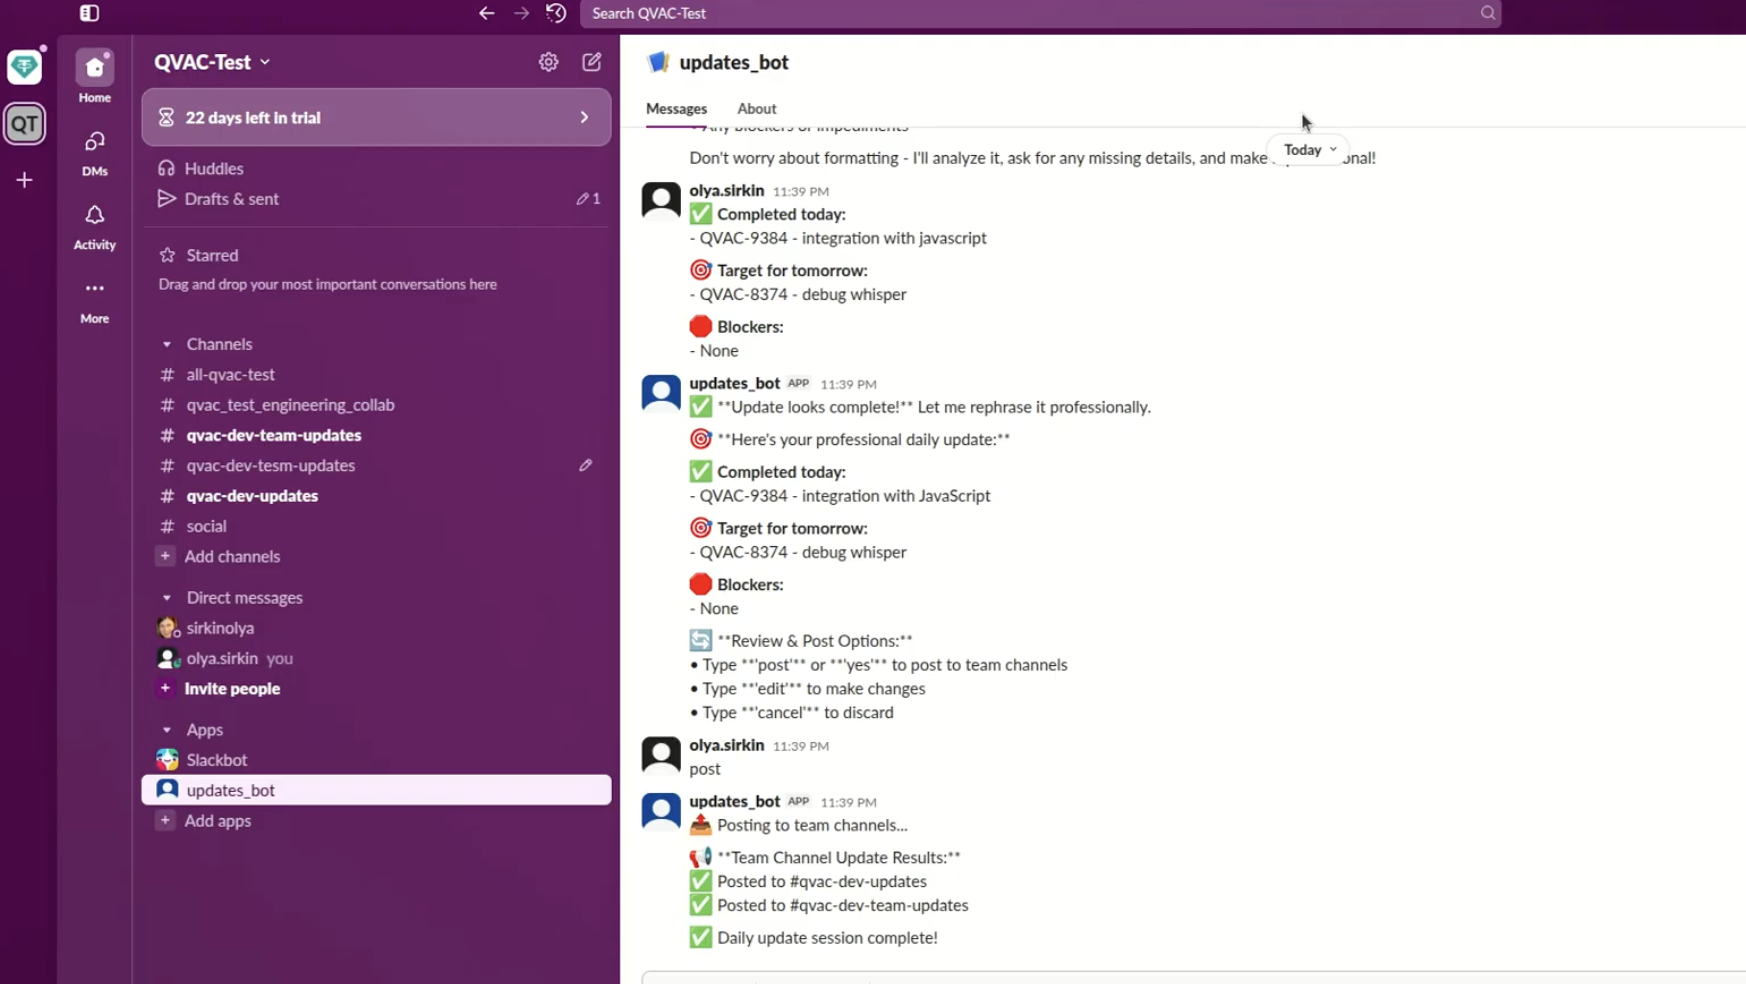 Search QVAC-Test
QT
Home
DMs
Activity
More
QVAC-Test
22 days left in trial
Huddles
Drafts & sent
1
Starred
Drag and drop your most important conversations here
Channels
# all-qvac-test
# qvac_test_engineering_collab
# qvac-dev-team-updates
# qvac-dev-tesm-updates
# qvac-dev-updates
# social
+ Add channels
Direct messages
sirkinolya
olya.sirkin you
+ Invite people
Apps
Slackbot
updates_bot
+ Add apps
updates_bot
Messages About
- Any blockers or impediments
Today
Don't worry about formatting - I'll analyze it, ask for any missing details, and make
olya.sirkin 11:39 PM
Completed today:
- QVAC-9384 - integration with javascript
Target for tomorrow:
- QVAC-8374 - debug whisper
Blockers:
- None
updates_bot APP 11:39 PM
**Update looks complete!** Let me rephrase it professionally.
**Here's your professional daily update:**
Completed today:
- QVAC-9384 - integration with JavaScript
Target for tomorrow:
- QVAC-8374 - debug whisper
Blockers:
- None
**Review & Post Options:**
• Type **'post'** or **'yes'** to post to team channels
• Type **'edit'** to make changes
• Type **'cancel'** to discard
olya.sirkin 11:39 PM
post
updates_bot APP 11:39 PM
Posting to team channels...
**Team Channel Update Results:**
Posted to #qvac-dev-updates
Posted to #qvac-dev-team-updates
Daily update session complete!